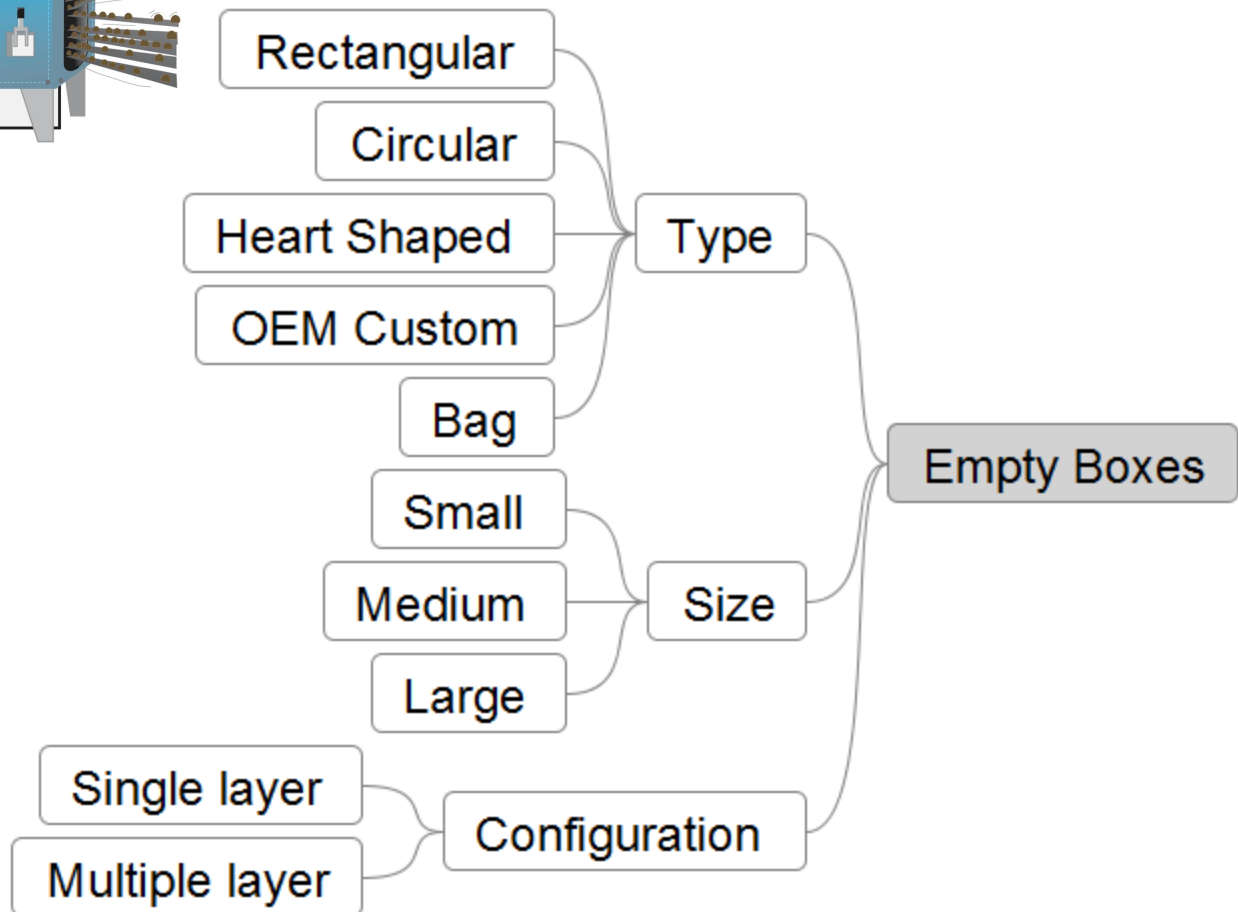 Rectangular
Circular
Heart Shaped
Type
OEM Custom
Bag
Empty Boxes
Small
Medium
Size
Large
Single layer
Configuration
Multiple layer